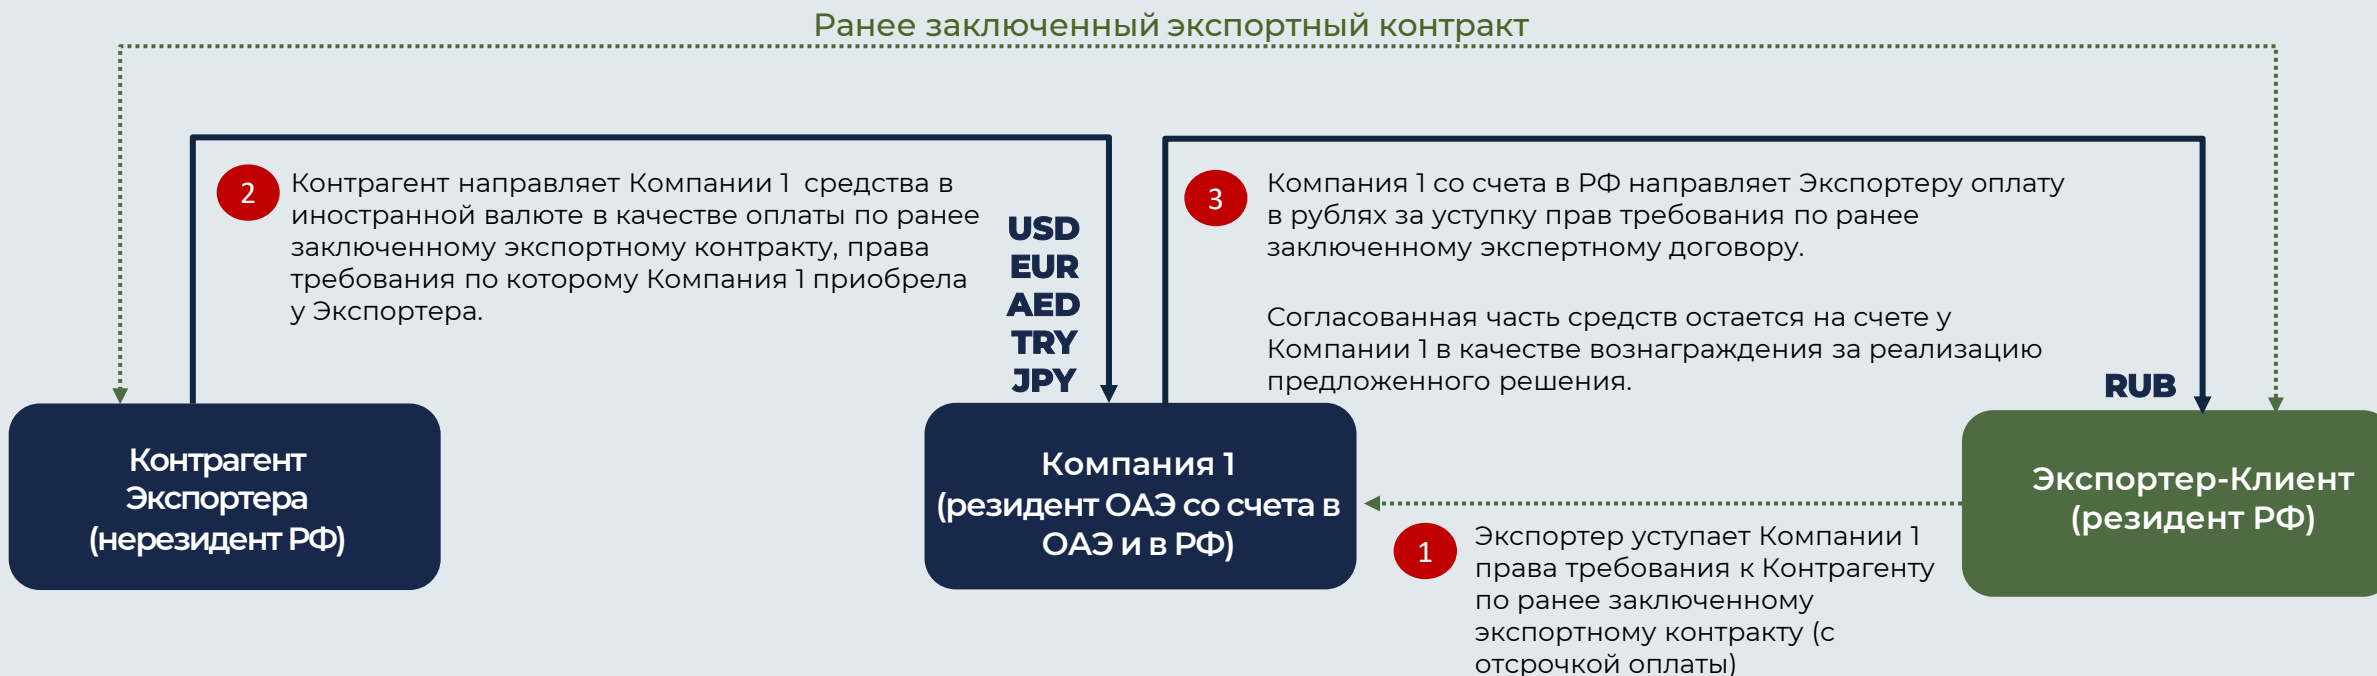 Ранее заключенный экспортный контракт
2
Контрагент направляет Компании 1 средства в
иностранной валюте в качестве оплаты по ранее
заключенному экспортному контракту, права
требования по которому Компания 1 приобрела
у Экспортера.
USD
EUR
AED
TRY
JPY
3
Компания 1 со счета в РФ направляет Экспортеру оплату
в рублях за уступку прав требования по ранее
заключенному экспертному договору.
Согласованная часть средств остается на счете у
Компании 1 в качестве вознаграждения за реализацию
предложенного решения.
RUB
Контрагент
Экспортера
(нерезидент РФ)
Компания 1
(резидент ОАЭ со счета в
ОАЭ и в РФ)
Экспортер-Клиент
(резидент РФ)
1
Экспортер уступает Компании 1
права требования к Контрагенту
по ранее заключенному
экспортному контракту (с
отсрочкой оплаты)